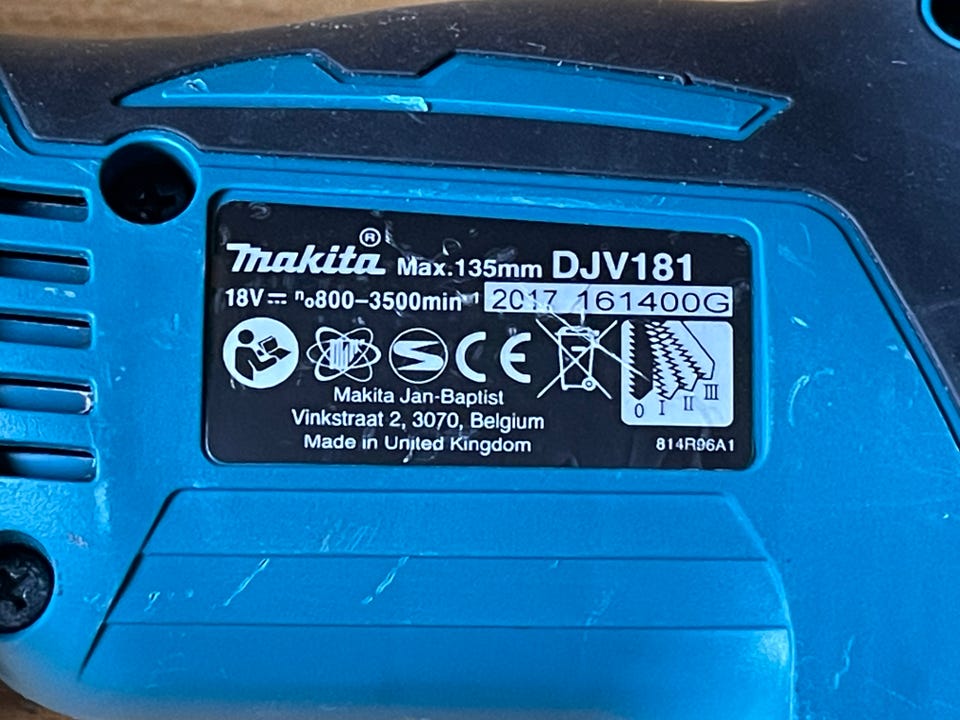 makita® Max.135mm DJV181
18V⎓ n₀800–3500min⁻¹ 2017 161400G
CE
0 I II III
Makita Jan-Baptist
Vinkstraat 2, 3070, Belgium
Made in United Kingdom
814R96A1